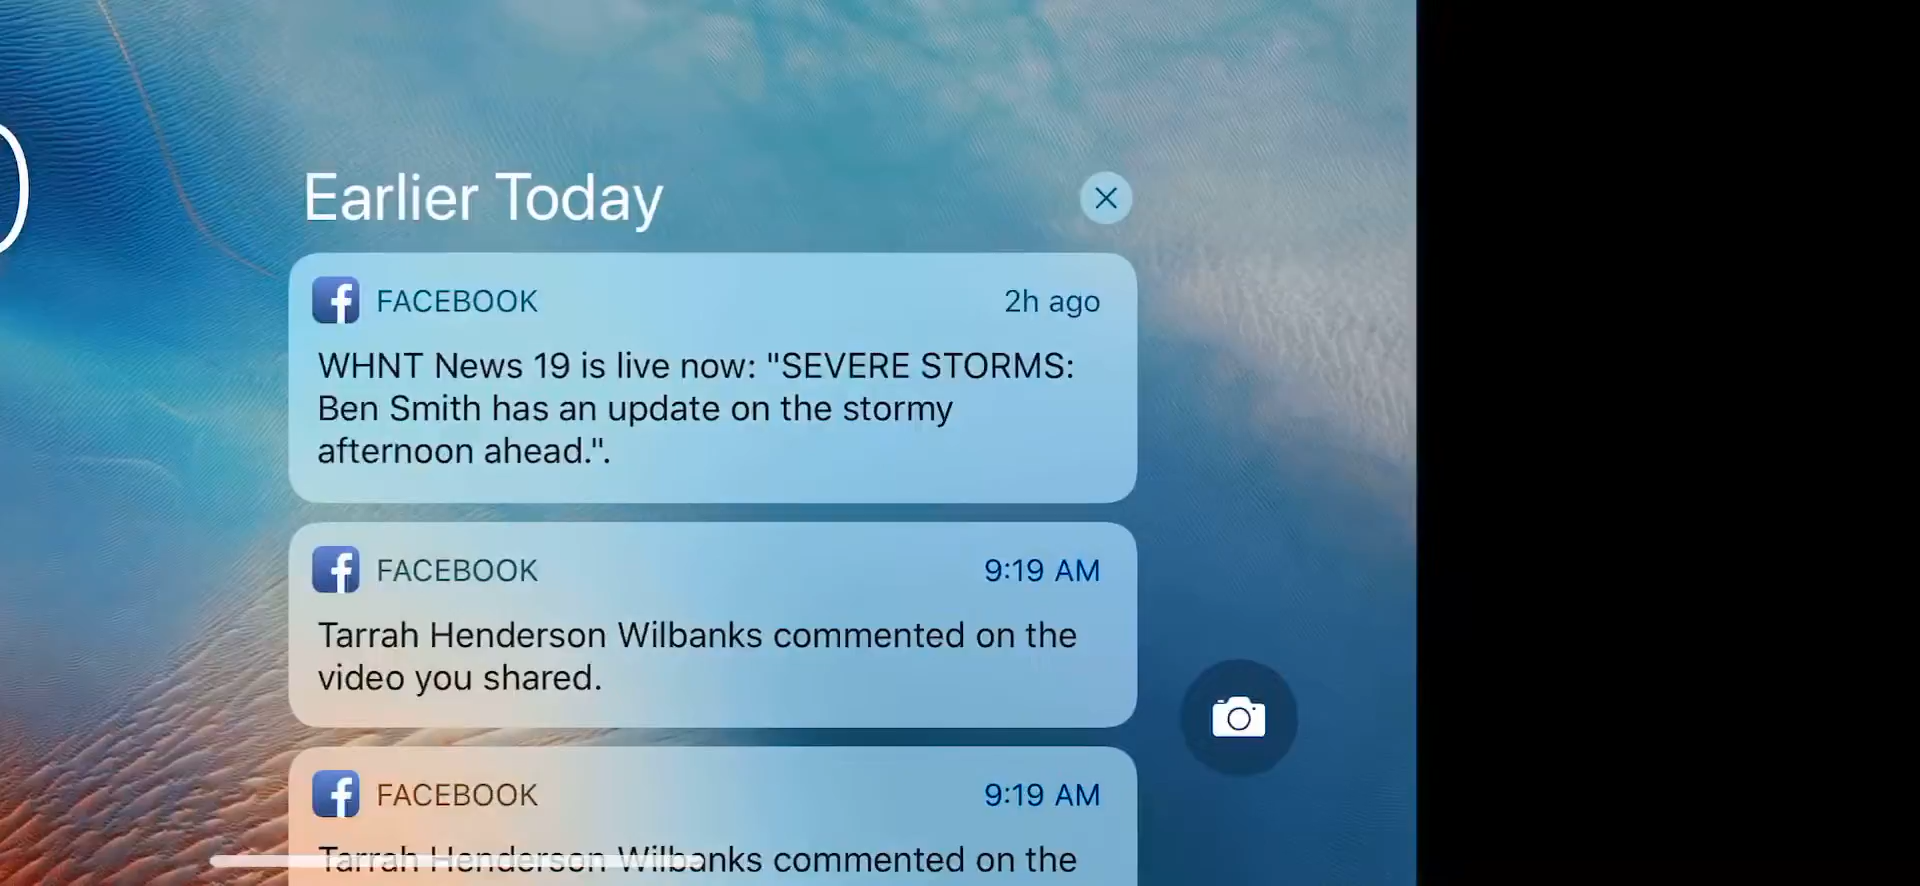 Earlier Today
FACEBOOK 2h ago
WHNT News 19 is live now: "SEVERE STORMS:
Ben Smith has an update on the stormy
afternoon ahead.".
FACEBOOK 9:19 AM
Tarrah Henderson Wilbanks commented on the
video you shared.
FACEBOOK 9:19 AM
Tarrah Henderson Wilbanks commented on the